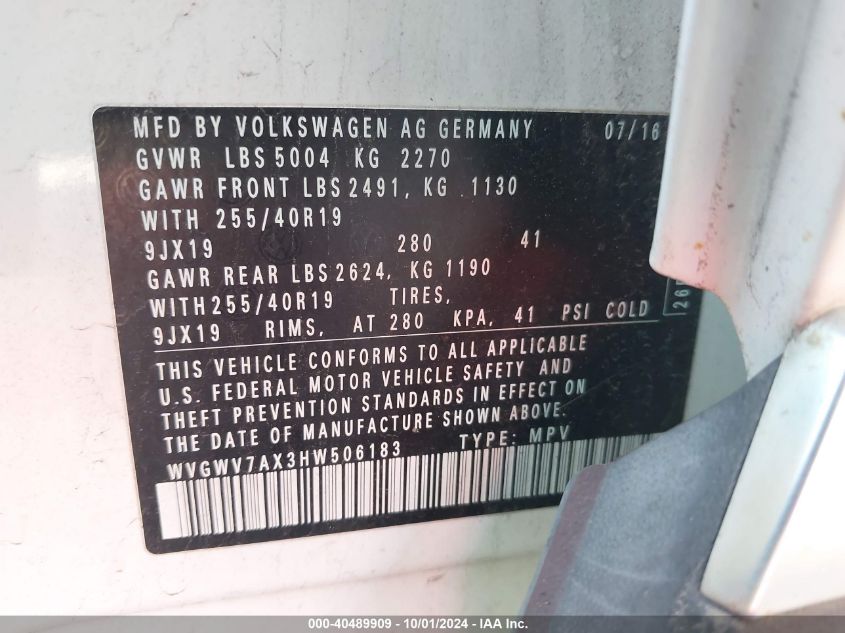 MFD BY VOLKSWAGEN AG GERMANY 07/16
GVWR LBS 5004 KG 2270
GAWR FRONT LBS 2491, KG 1130
WITH 255/40R19
9JX19 280 41
GAWR REAR LBS 2624, KG 1190
WITH 255/40R19 TIRES,
9JX19 RIMS, AT 280 KPA, 41 PSI COLD
THIS VEHICLE CONFORMS TO ALL APPLICABLE
U.S. FEDERAL MOTOR VEHICLE SAFETY AND
THEFT PREVENTION STANDARDS IN EFFECT ON
THE DATE OF MANUFACTURE SHOWN ABOVE.
WVGWV7AX3HW506183 TYPE: MPV
000-40489909 - 10/01/2024 - IAA Inc.